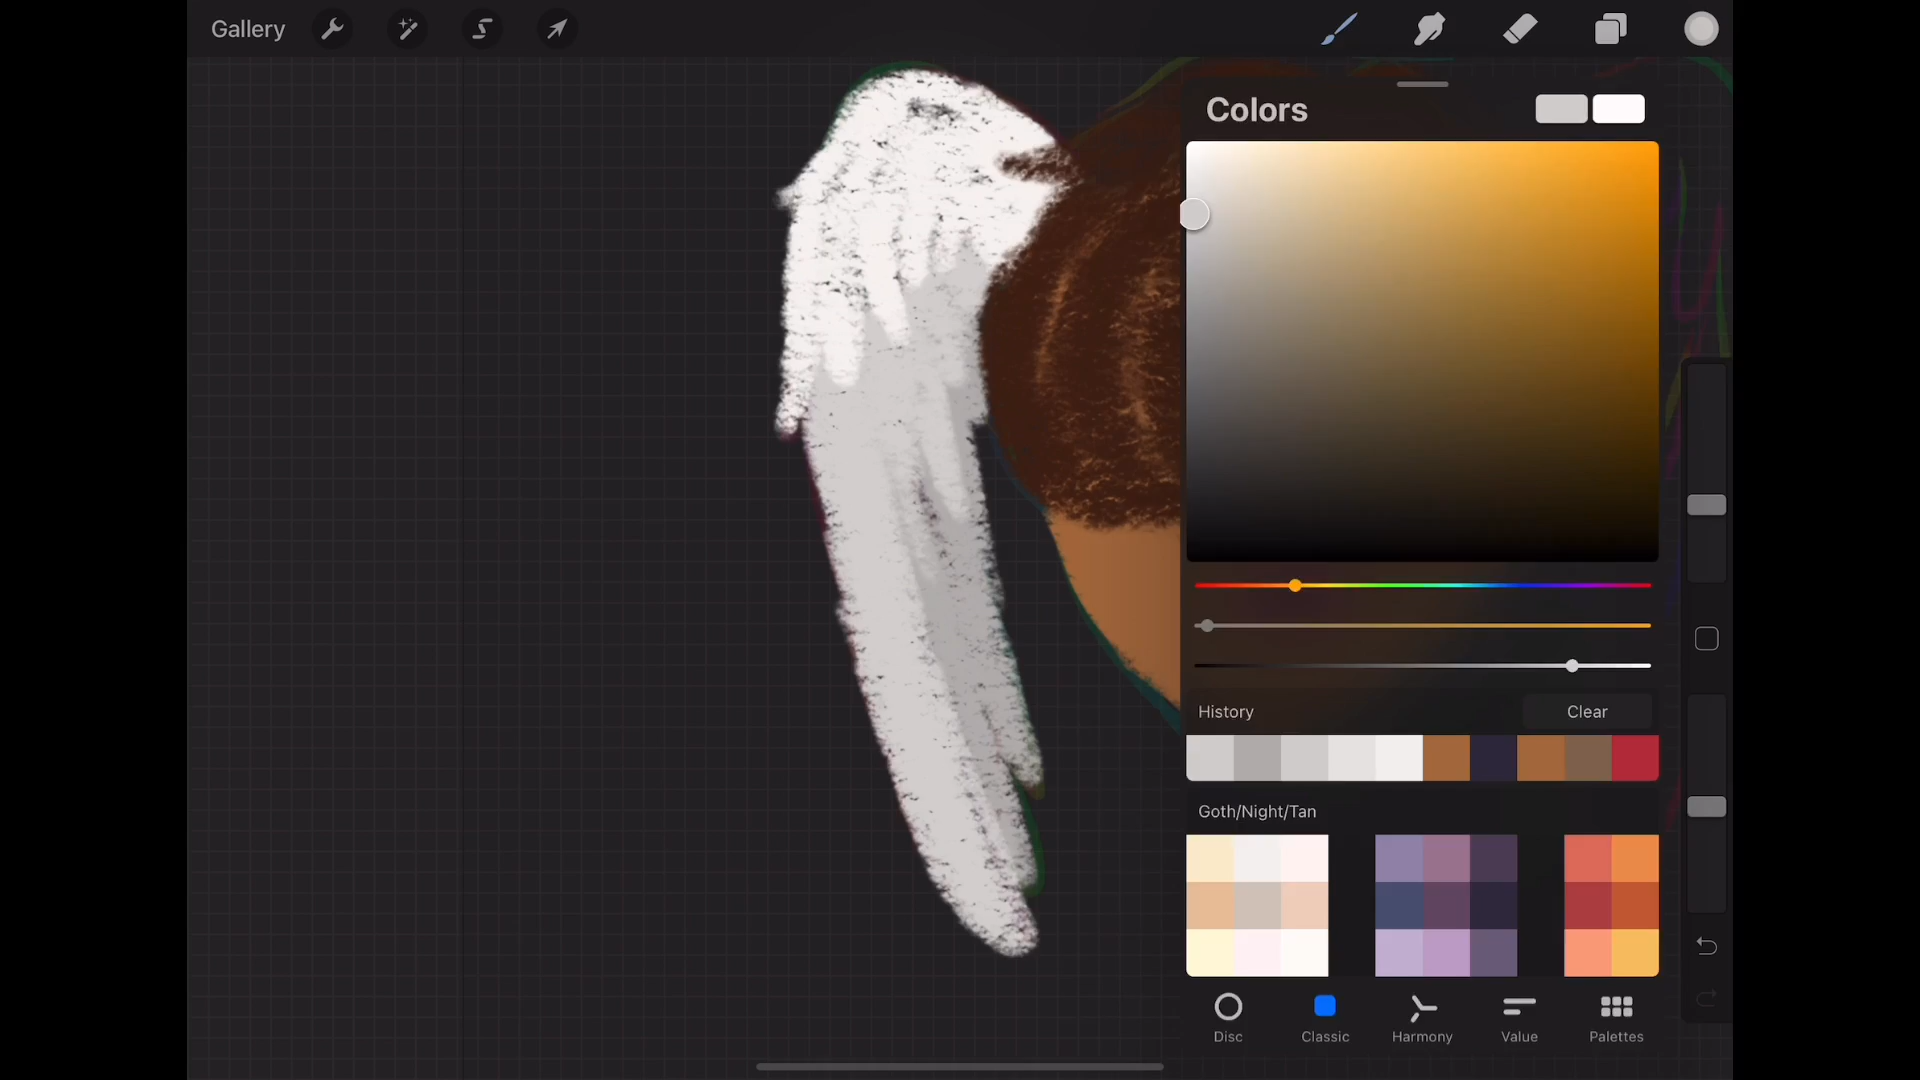 Gallery
Colors
History
Clear
Goth/Night/Tan
Disc
Classic
Harmony
Value
Palettes